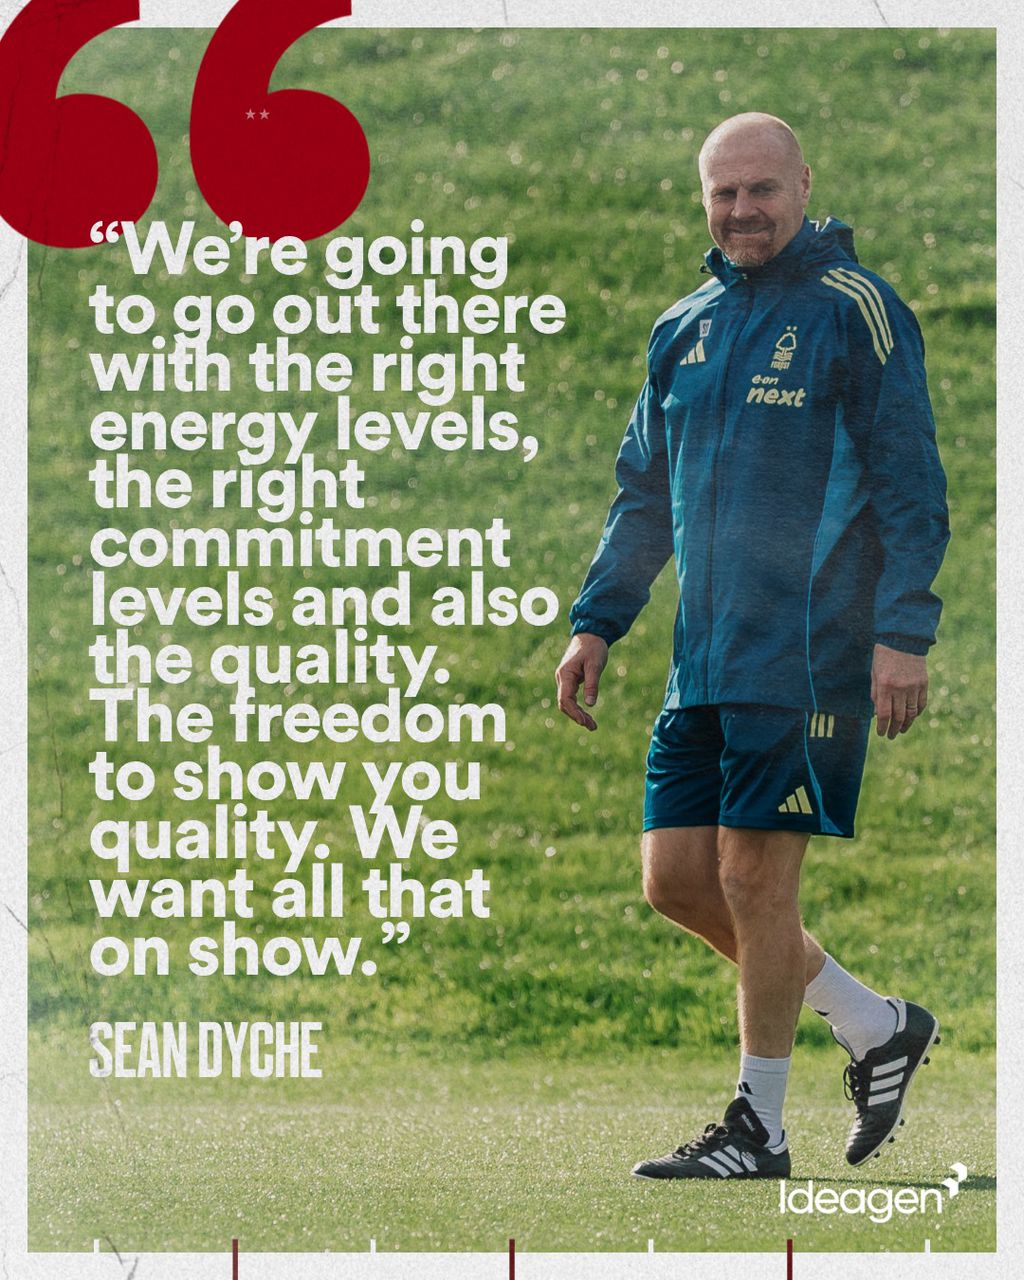 “We’re going
to go out there
with the right
energy levels,
the right
commitment
levels and also
the quality.
The freedom
to show you
quality. We
want all that
on show.”
SEAN DYCHE
FOREST
e·on
next
Ideagen